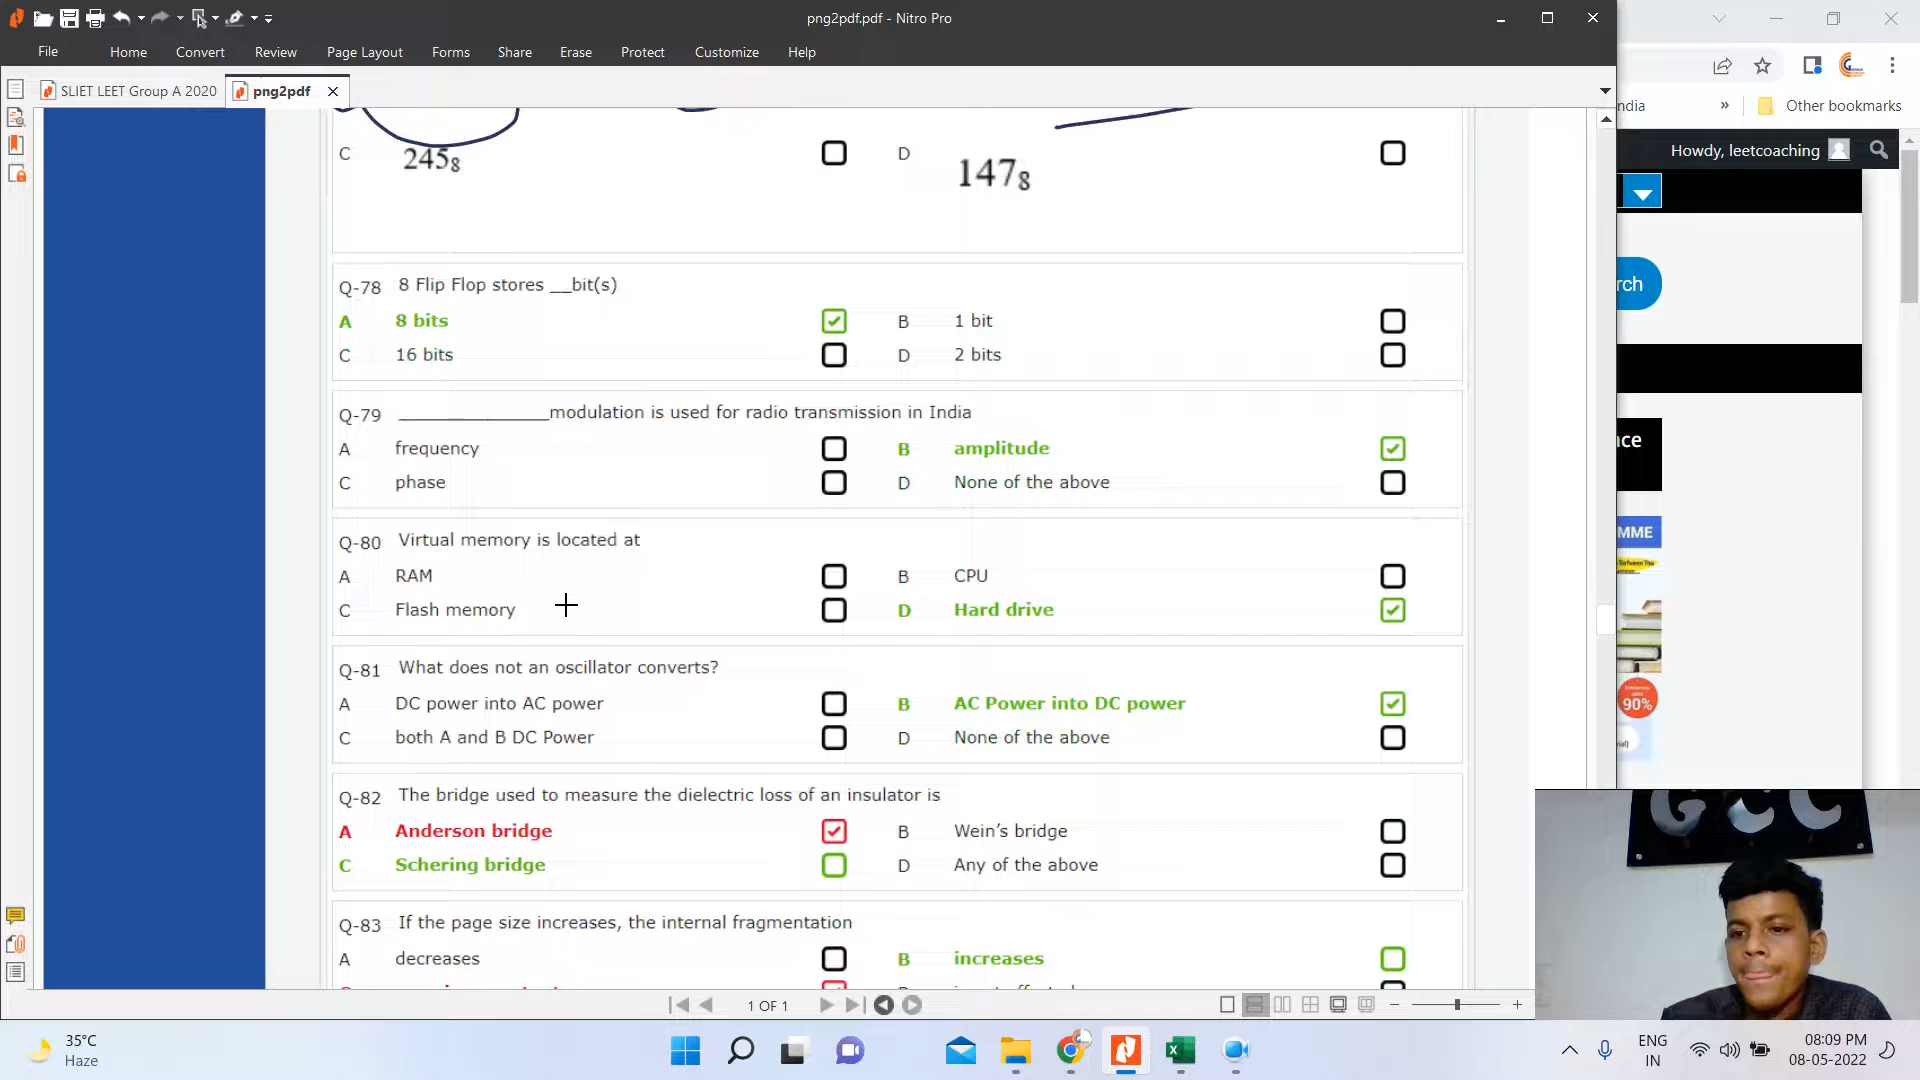 png2pdf.pdf - Nitro Pro
File Home Convert Review Page Layout Forms Share Erase Protect Customize Help
SLIET LEET Group A 2020 png2pdf
ndia » Other bookmarks
Howdy, leetcoaching
C 245₈ D 147₈
rch
Q-78 8 Flip Flop stores __bit(s)
A 8 bits B 1 bit
C 16 bits D 2 bits
Q-79 ______________modulation is used for radio transmission in India
A frequency B amplitude
C phase D None of the above
nce
Q-80 Virtual memory is located at
A RAM B CPU
C Flash memory D Hard drive
MME
Between You
Q-81 What does not an oscillator converts?
A DC power into AC power B AC Power into DC power
C both A and B DC Power D None of the above
90%
Q-82 The bridge used to measure the dielectric loss of an insulator is
A Anderson bridge B Wein’s bridge
C Schering bridge D Any of the above
GCC
Q-83 If the page size increases, the internal fragmentation
A decreases B increases
1 OF 1
35°C
Haze
ENG
IN
08:09 PM
08-05-2022